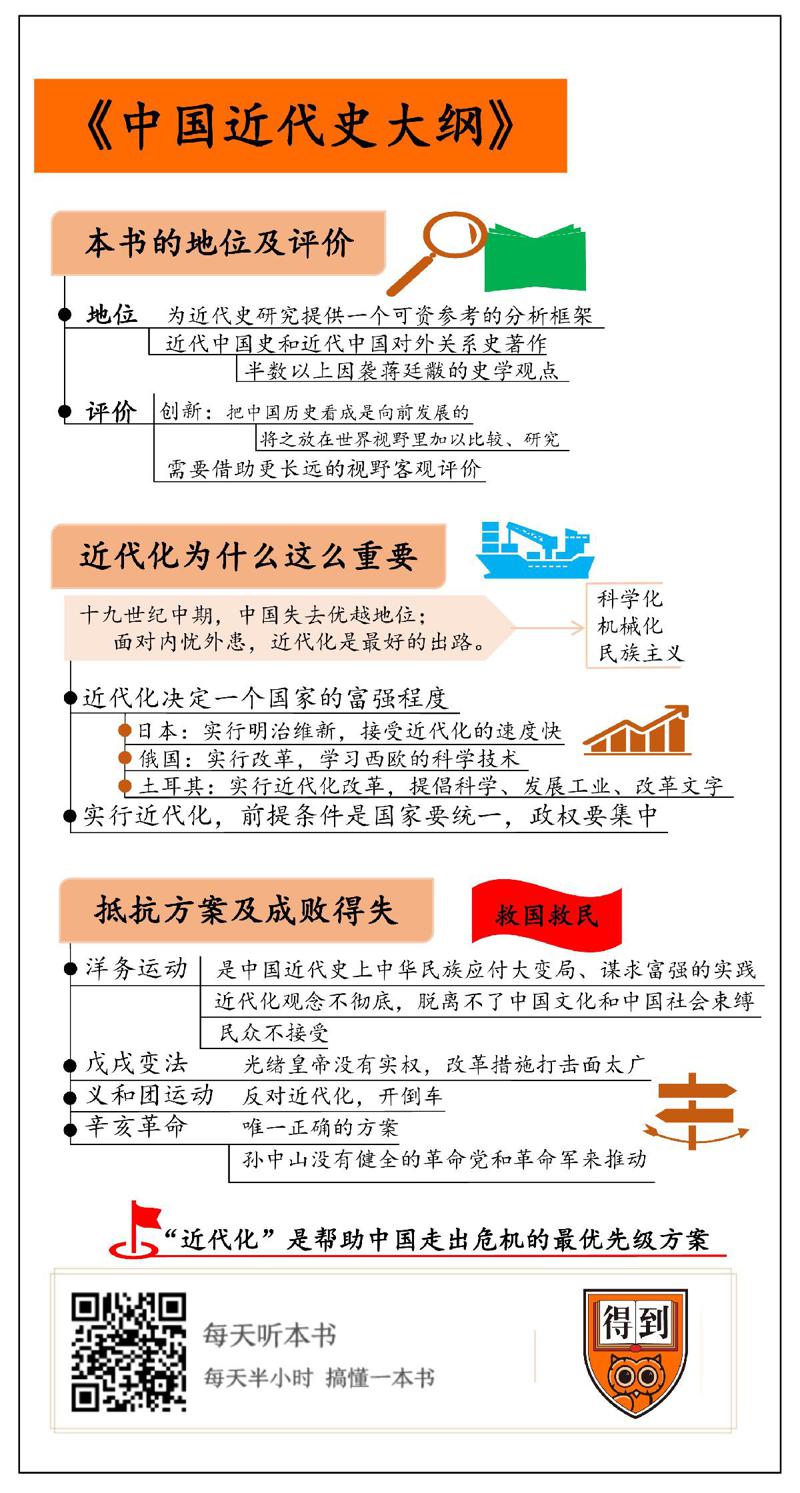 《中国近代史大纲》
本书的地位及评价
地位 为近代史研究提供一个可资参考的分析框架
近代中国史和近代中国对外关系史著作
半数以上因袭蒋廷黻的史学观点
评价 创新：把中国历史看成是向前发展的
将之放在世界视野里加以比较、研究
需要借助更长远的视野客观评价
近代化为什么这么重要
十九世纪中期，中国失去优越地位；
面对内忧外患，近代化是最好的出路。
科学化
机械化
民族主义
近代化决定一个国家的富强程度
日本：实行明治维新，接受近代化的速度快
俄国：实行改革，学习西欧的科学技术
土耳其：实行近代化改革，提倡科学、发展工业、改革文字
实行近代化，前提条件是国家要统一，政权要集中
抵抗方案及成败得失
救国救民
洋务运动 是中国近代史上中华民族应付大变局、谋求富强的实践
近代化观念不彻底，脱离不了中国文化和中国社会束缚
民众不接受
戊戌变法 光绪皇帝没有实权，改革措施打击面太广
义和团运动 反对近代化，开倒车
辛亥革命 唯一正确的方案
孙中山没有健全的革命党和革命军来推动
“近代化”是帮助中国走出危机的最优先级方案
每天听本书
每天半小时 搞懂一本书
得到